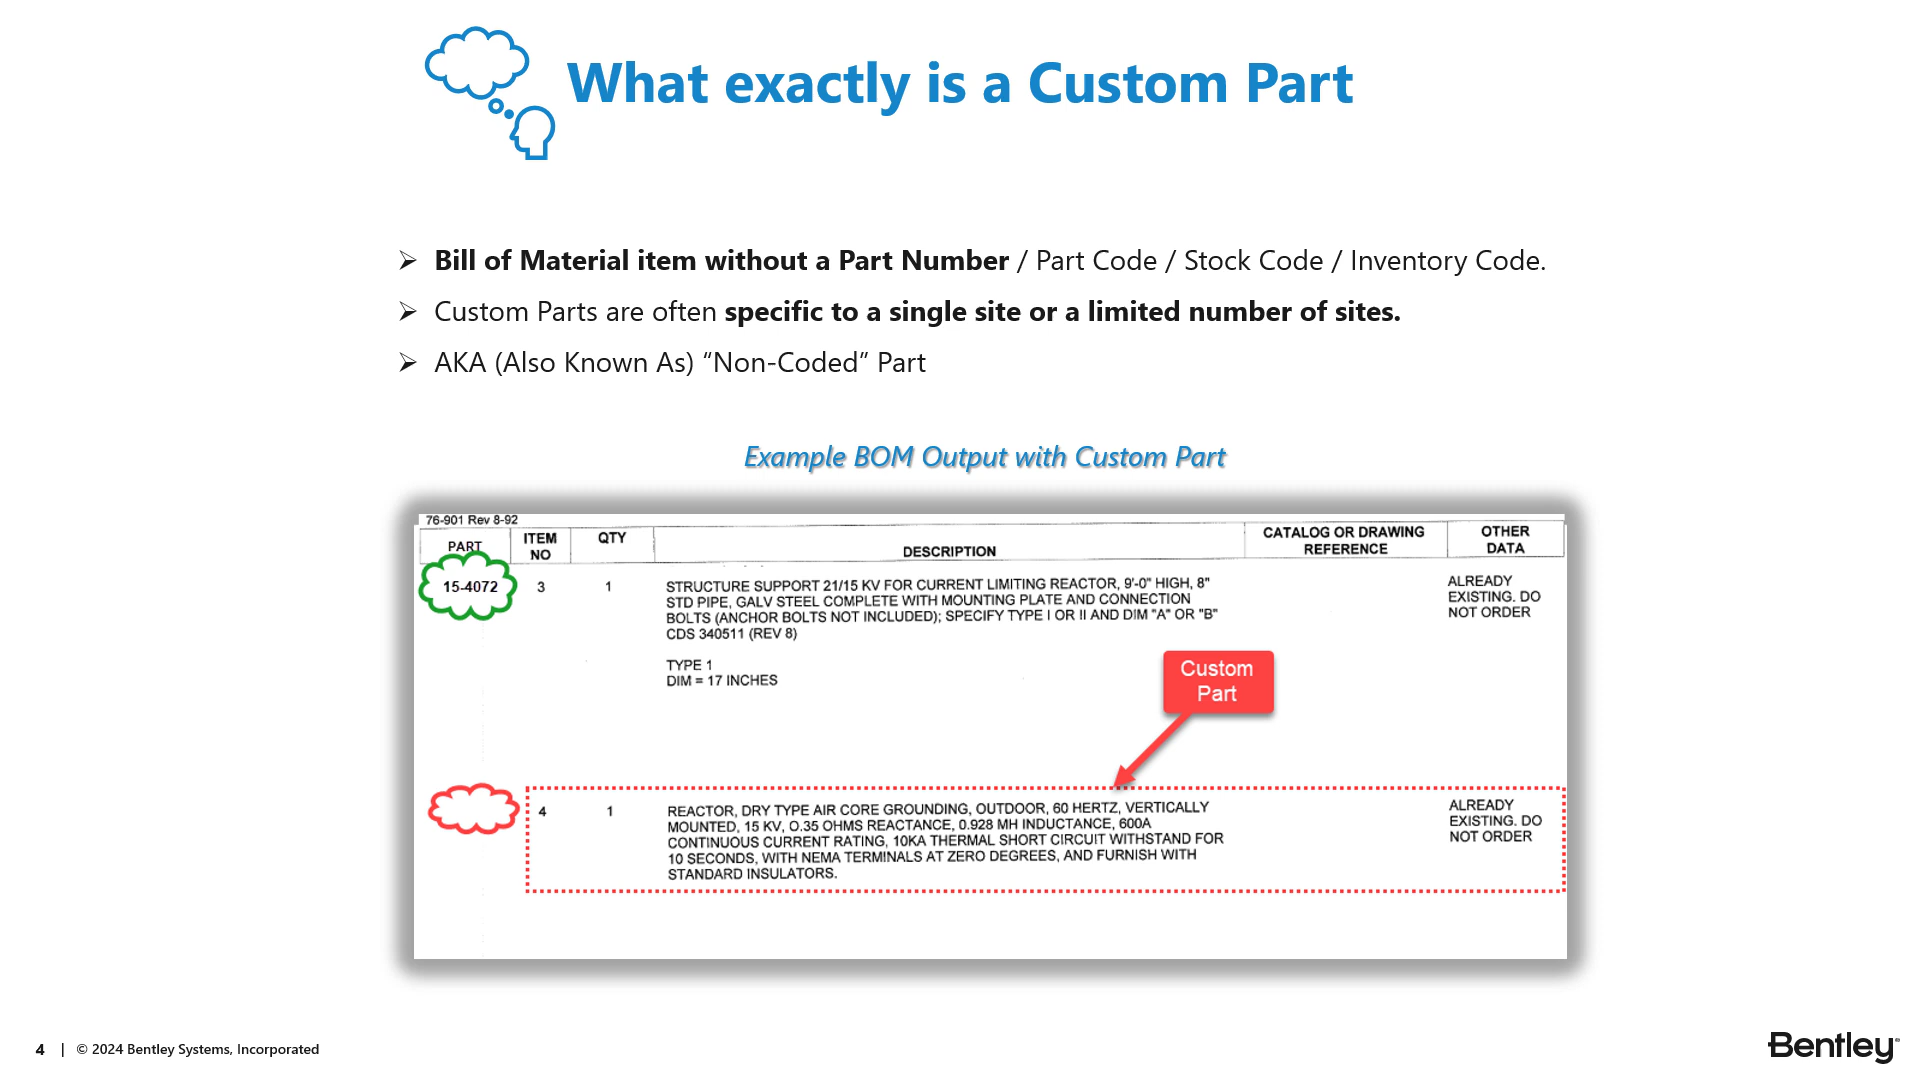 What exactly is a Custom Part
➢ Bill of Material item without a Part Number / Part Code / Stock Code / Inventory Code.
➢ Custom Parts are often specific to a single site or a limited number of sites.
➢ AKA (Also Known As) “Non-Coded” Part
Example BOM Output with Custom Part
76-901 Rev 8-92
PART
ITEM NO
QTY
DESCRIPTION
CATALOG OR DRAWING REFERENCE
OTHER DATA
15-4072
3
1
STRUCTURE SUPPORT 21/15 KV FOR CURRENT LIMITING REACTOR, 9'-0" HIGH, 8"
STD PIPE, GALV STEEL COMPLETE WITH MOUNTING PLATE AND CONNECTION
BOLTS (ANCHOR BOLTS NOT INCLUDED); SPECIFY TYPE I OR II AND DIM "A" OR "B"
CDS 340511 (REV 8)
TYPE 1
DIM = 17 INCHES
ALREADY
EXISTING. DO
NOT ORDER
Custom
Part
4
1
REACTOR, DRY TYPE AIR CORE GROUNDING, OUTDOOR, 60 HERTZ, VERTICALLY
MOUNTED, 15 KV, O.35 OHMS REACTANCE, 0.928 MH INDUCTANCE, 600A
CONTINUOUS CURRENT RATING, 10KA THERMAL SHORT CIRCUIT WITHSTAND FOR
10 SECONDS, WITH NEMA TERMINALS AT ZERO DEGREES, AND FURNISH WITH
STANDARD INSULATORS.
ALREADY
EXISTING. DO
NOT ORDER
4 | © 2024 Bentley Systems, Incorporated
Bentley®